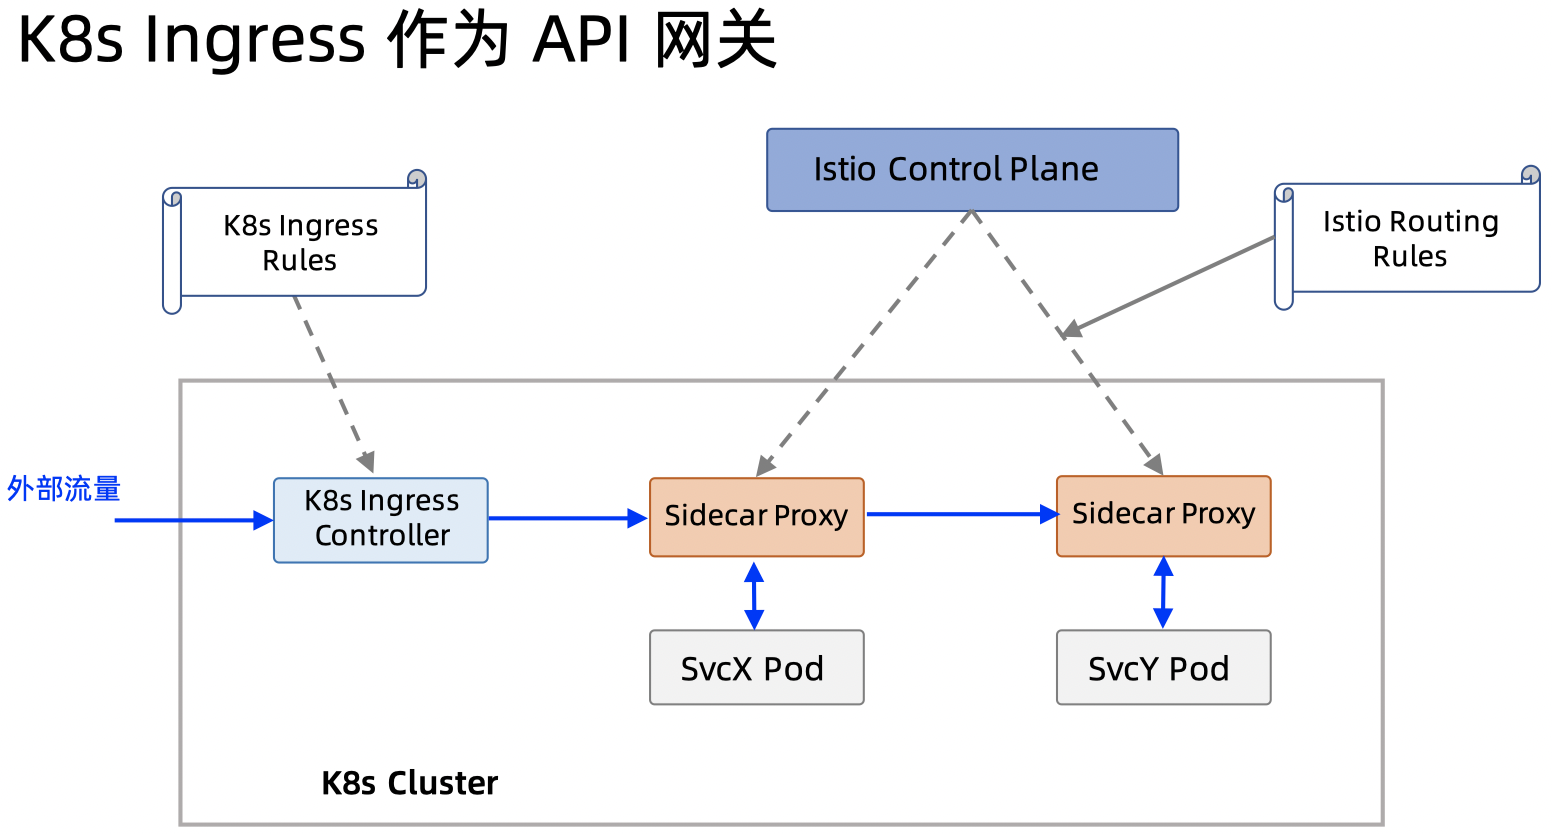 K8s Ingress 作为 API 网关
Istio Control Plane
K8s Ingress
Rules
Istio Routing
Rules
外部流量
K8s Ingress
Controller
Sidecar Proxy
Sidecar Proxy
SvcX Pod
SvcY Pod
K8s Cluster